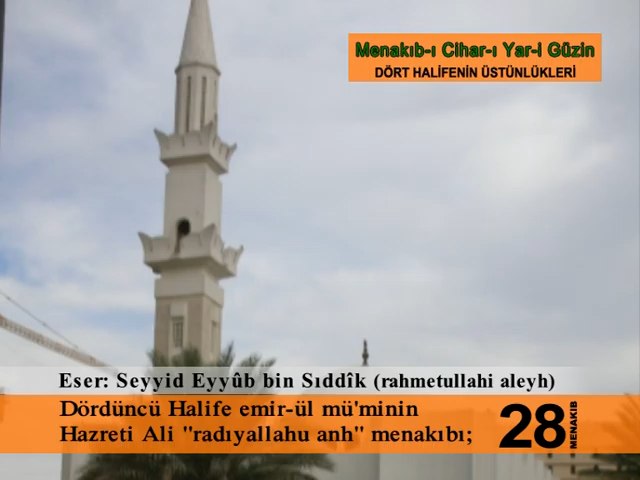 Menakıb-ı Cihar-ı Yar-i Güzin
DÖRT HALİFENİN ÜSTÜNLÜKLERİ
Eser: Seyyid Eyyûb bin Sıddîk (rahmetullahi aleyh)
Dördüncü Halife emir-ül mü'minin
Hazreti Ali "radıyallahu anh" menakıbı;
28
MENAKIB